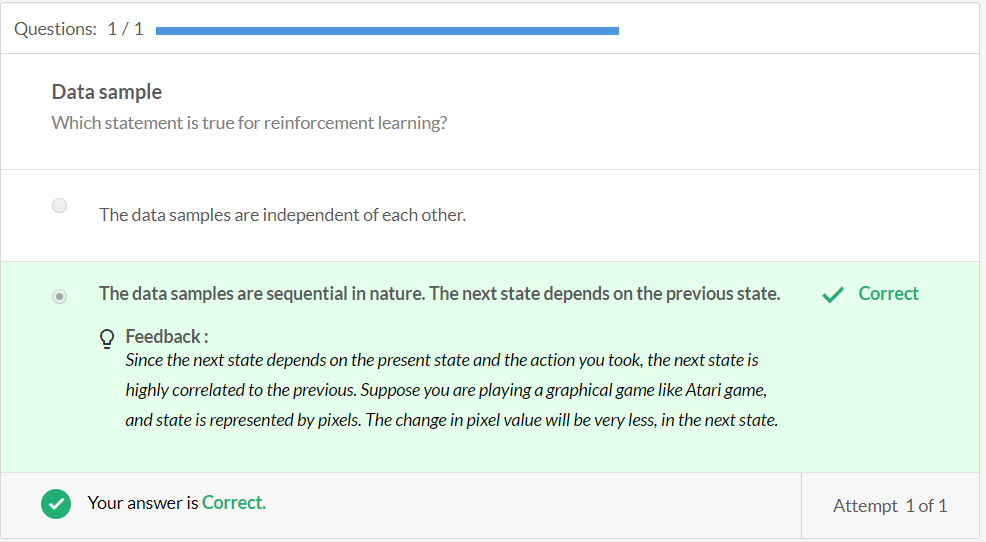 Questions: 1 / 1
Data sample
Which statement is true for reinforcement learning?
The data samples are independent of each other.
The data samples are sequential in nature. The next state depends on the previous state.
Correct
Feedback :
Since the next state depends on the present state and the action you took, the next state is
highly correlated to the previous. Suppose you are playing a graphical game like Atari game,
and state is represented by pixels. The change in pixel value will be very less, in the next state.
Your answer is Correct.
Attempt 1 of 1